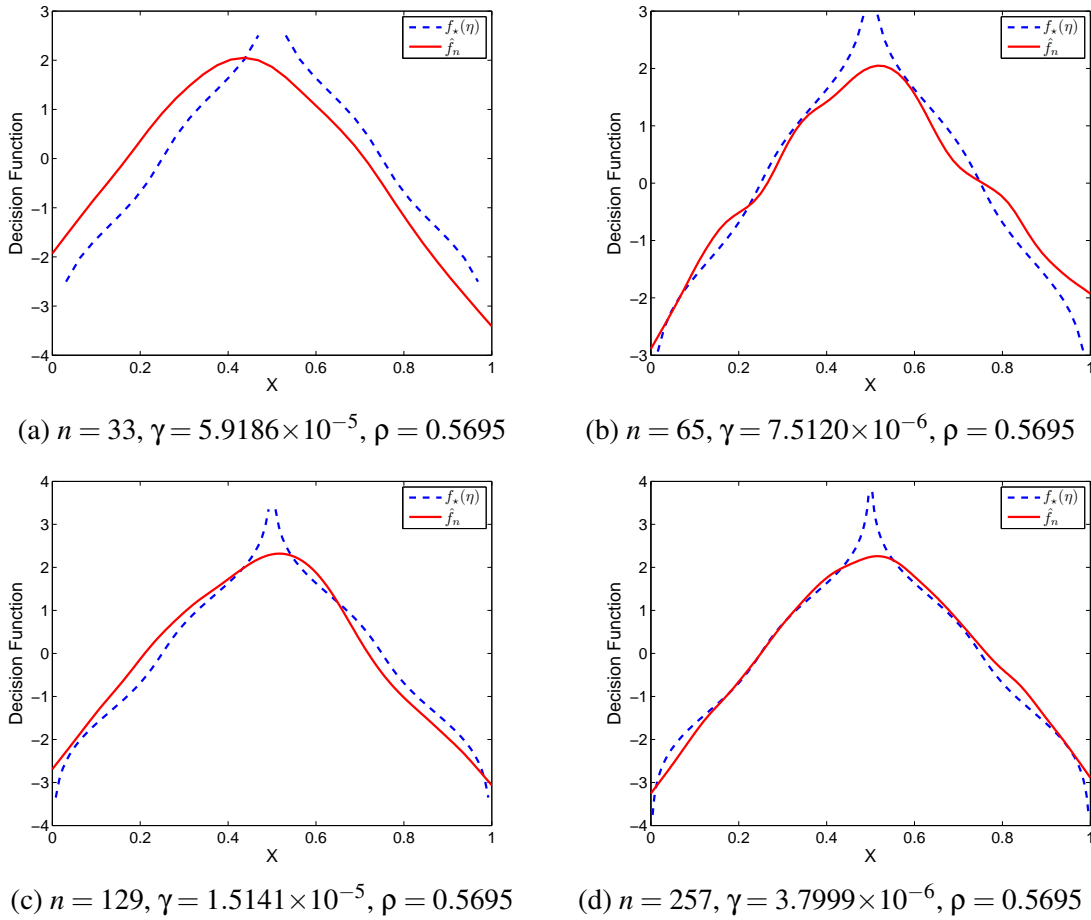 3
2
1
0
−1
−2
−3
−4
0 0.2 0.4 0.6 0.8 1
X
Decision Function
f⋆(η)
f̂n
(a) n = 33, γ = 5.9186×10−5, ρ = 0.5695
3
2
1
0
−1
−2
−3
0 0.2 0.4 0.6 0.8 1
X
Decision Function
f⋆(η)
f̂n
(b) n = 65, γ = 7.5120×10−6, ρ = 0.5695
4
3
2
1
0
−1
−2
−3
−4
0 0.2 0.4 0.6 0.8 1
X
Decision Function
f⋆(η)
f̂n
(c) n = 129, γ = 1.5141×10−5, ρ = 0.5695
4
3
2
1
0
−1
−2
−3
−4
0 0.2 0.4 0.6 0.8 1
X
Decision Function
f⋆(η)
f̂n
(d) n = 257, γ = 3.7999×10−6, ρ = 0.5695